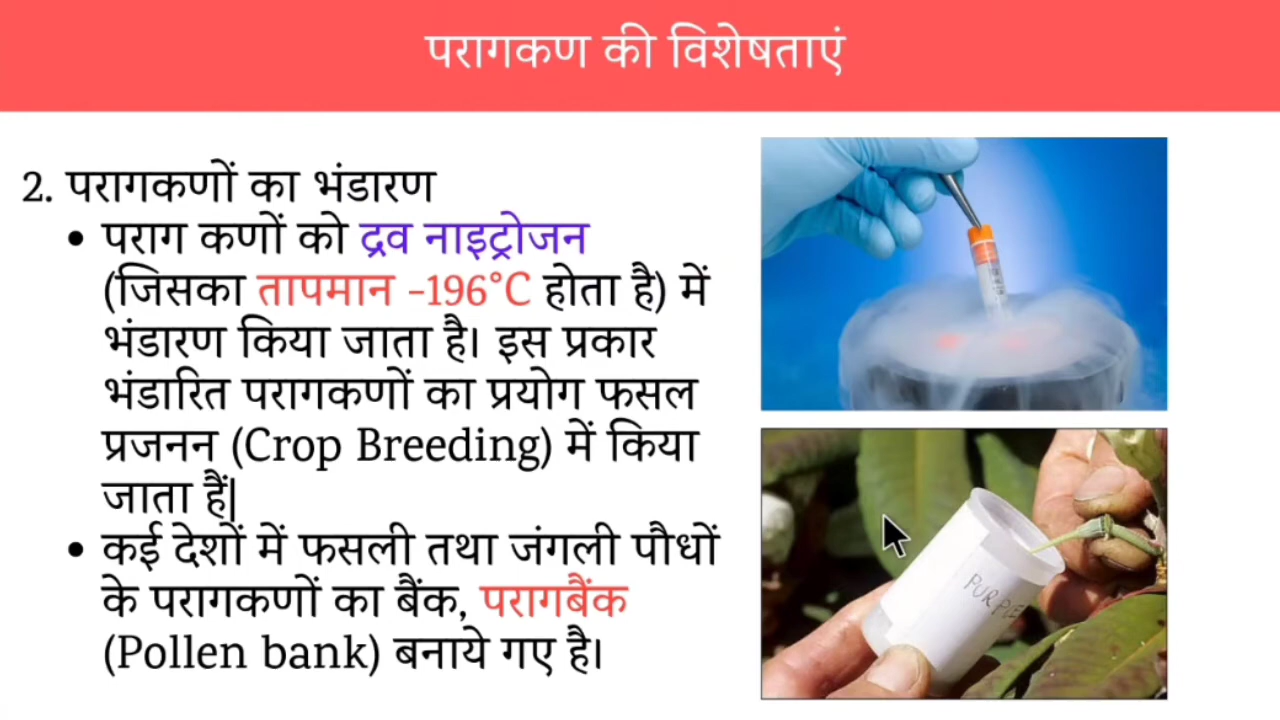 परागकण की विशेषताएं
2. परागकणों का भंडारण
• पराग कणों को द्रव नाइट्रोजन
(जिसका तापमान -196°C होता है) में
भंडारण किया जाता है। इस प्रकार
भंडारित परागकणों का प्रयोग फसल
प्रजनन (Crop Breeding) में किया
जाता हैं|
• कई देशों में फसली तथा जंगली पौधों
के परागकणों का बैंक, परागबैंक
(Pollen bank) बनाये गए है।
PURPLE